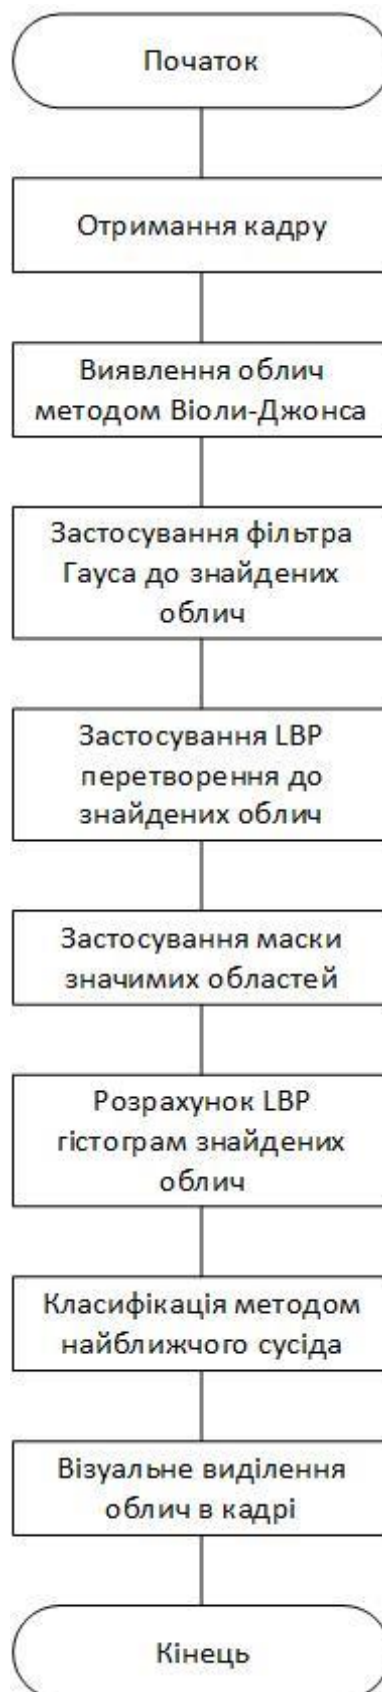 Початок
Отримання кадру
Виявлення облич
методом Віоли-Джонса
Застосування фільтра
Гауса до знайдених
облич
Застосування LBP
перетворення до
знайдених облич
Застосування маски
значимих областей
Розрахунок LBP
гістограм знайдених
облич
Класифікація методом
найближчого сусіда
Візуальне виділення
облич в кадрі
Кінець